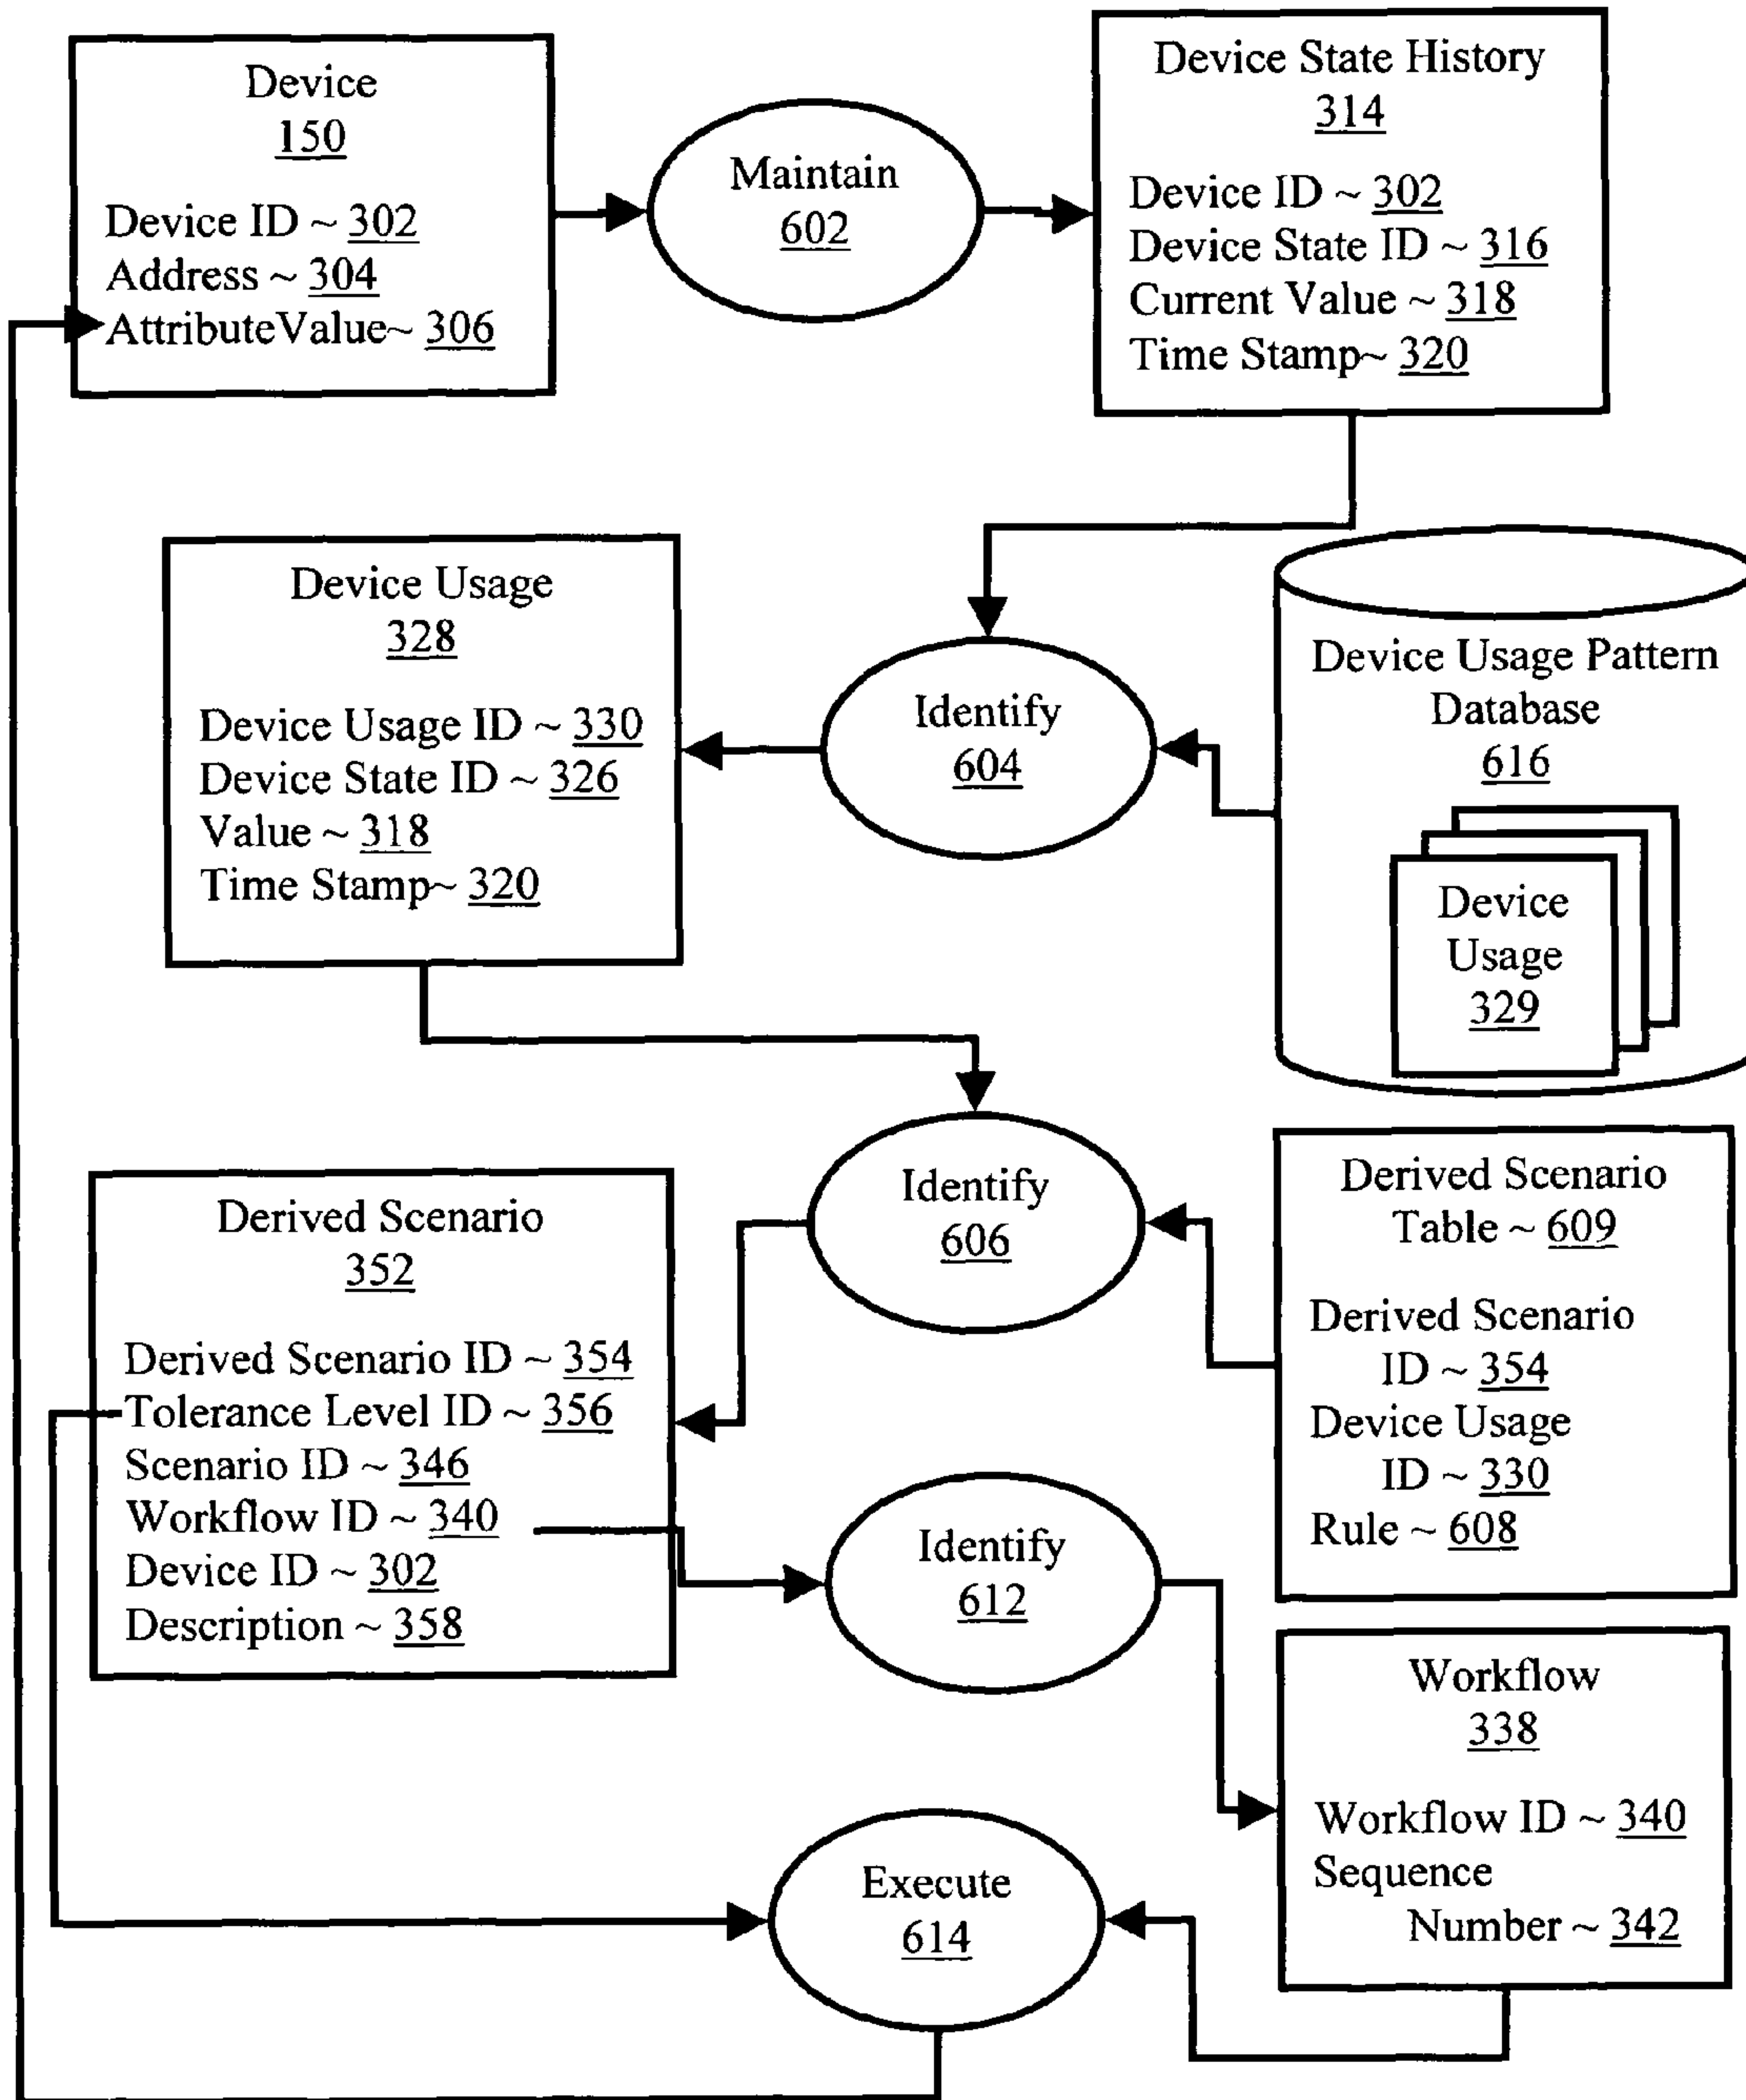 Device
150
Device ID ~ 302
Address ~ 304
AttributeValue~ 306
Maintain
602
Device State History
314
Device ID ~ 302
Device State ID ~ 316
Current Value ~ 318
Time Stamp~ 320
Device Usage
328
Device Usage ID ~ 330
Device State ID ~ 326
Value ~ 318
Time Stamp~ 320
Identify
604
Device Usage Pattern
Database
616
Device
Usage
329
Derived Scenario
352
Derived Scenario ID ~ 354
Tolerance Level ID ~ 356
Scenario ID ~ 346
Workflow ID ~ 340
Device ID ~ 302
Description ~ 358
Identify
606
Derived Scenario
Table ~ 609
Derived Scenario
ID ~ 354
Device Usage
ID ~ 330
Rule ~ 608
Identify
612
Workflow
338
Workflow ID ~ 340
Sequence
Number ~ 342
Execute
614